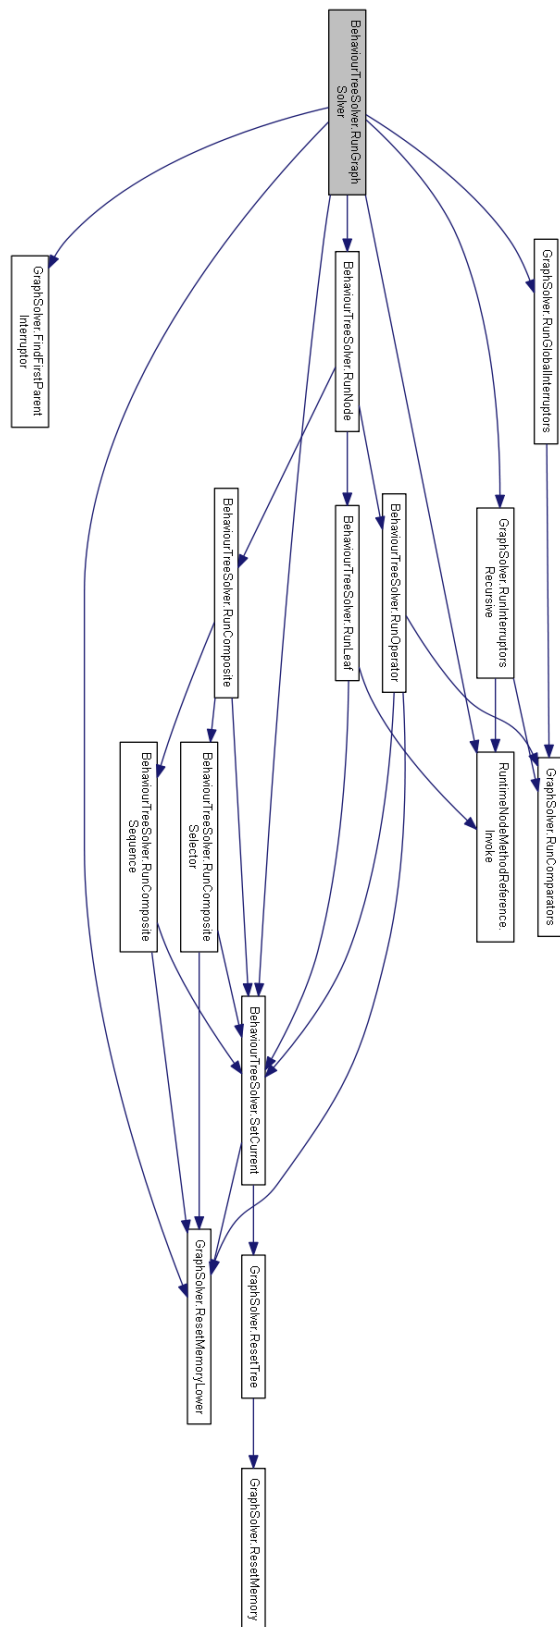 BehaviourTreeSolver.RunGraph
Solver
GraphSolver.FindFirstParent
Interruptor
BehaviourTreeSolver.RunNode
GraphSolver.RunGlobalInterruptors
BehaviourTreeSolver.RunComposite
BehaviourTreeSolver.RunLeaf
BehaviourTreeSolver.RunOperator
GraphSolver.RunInterruptors
Recursive
BehaviourTreeSolver.RunComposite
Sequence
BehaviourTreeSolver.RunComposite
Selector
RuntimeNodeMethodReference.
Invoke
GraphSolver.RunComparators
BehaviourTreeSolver.SetCurrent
GraphSolver.ResetMemoryLower
GraphSolver.ResetTree
GraphSolver.ResetMemory